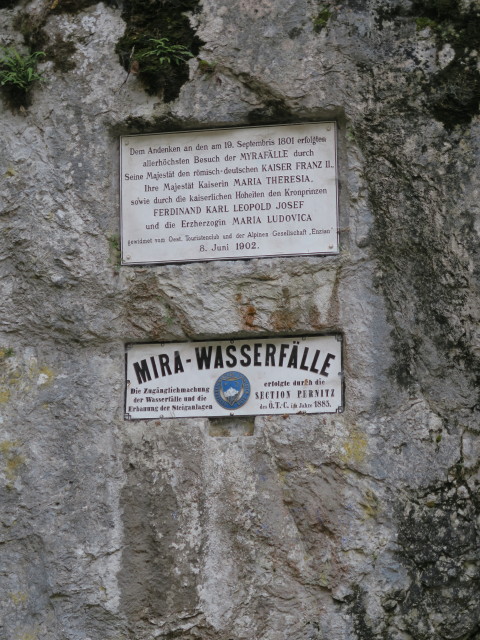 Dem Andenken an den am 19. Septembris 1801 erfolgten
allerhöchsten Besuch der MYRAFÄLLE durch
Seine Majestät den römisch-deutschen KAISER FRANZ II.,
Ihre Majestät Kaiserin MARIA THERESIA,
sowie durch die kaiserlichen Hoheiten den Kronprinzen
FERDINAND KARL LEOPOLD JOSEF
und die Erzherzogin MARIA LUDOVICA
gewidmet vom Oest. Touristenclub und der Alpinen Gesellschaft „Enzian"
8. Juni 1902.
MIRA-WASSERFÄLLE
Die Zugänglichmachung
der Wasserfälle und die
Erbauung der Steiganlagen
erfolgte durch die
SECTION PERNITZ
des Ö.T.C. im Jahre 1885.